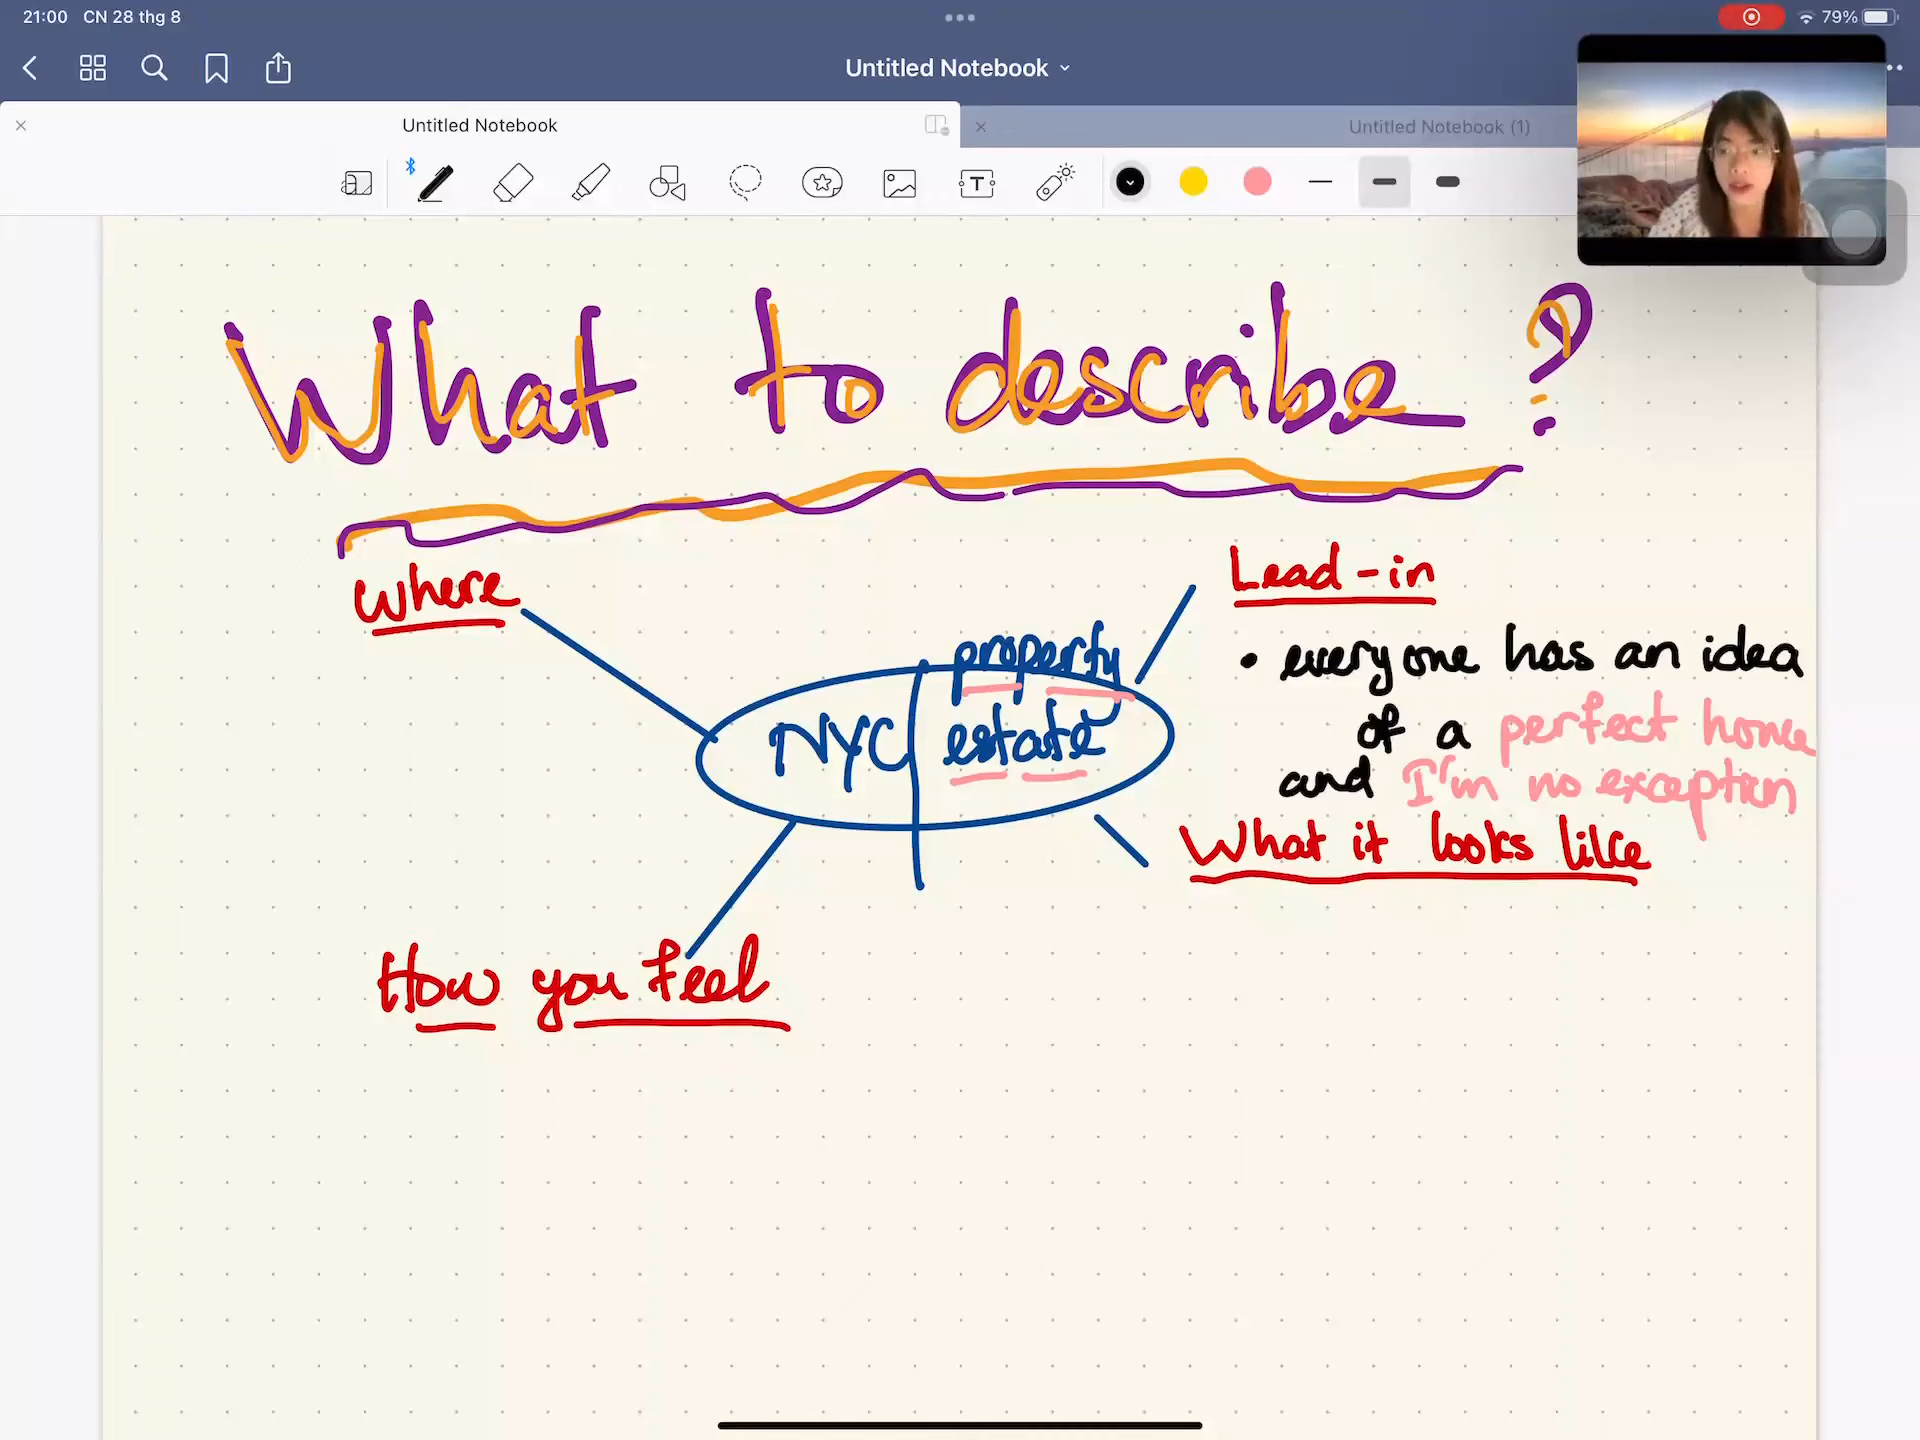 21:00 CN 28 thg 8
79%
Untitled Notebook
Untitled Notebook
Untitled Notebook (1)
What to describe ?
Where
Lead-in
property
NYC estate
• everyone has an idea
of a perfect home
and I'm no exception
What it looks like
How you feel